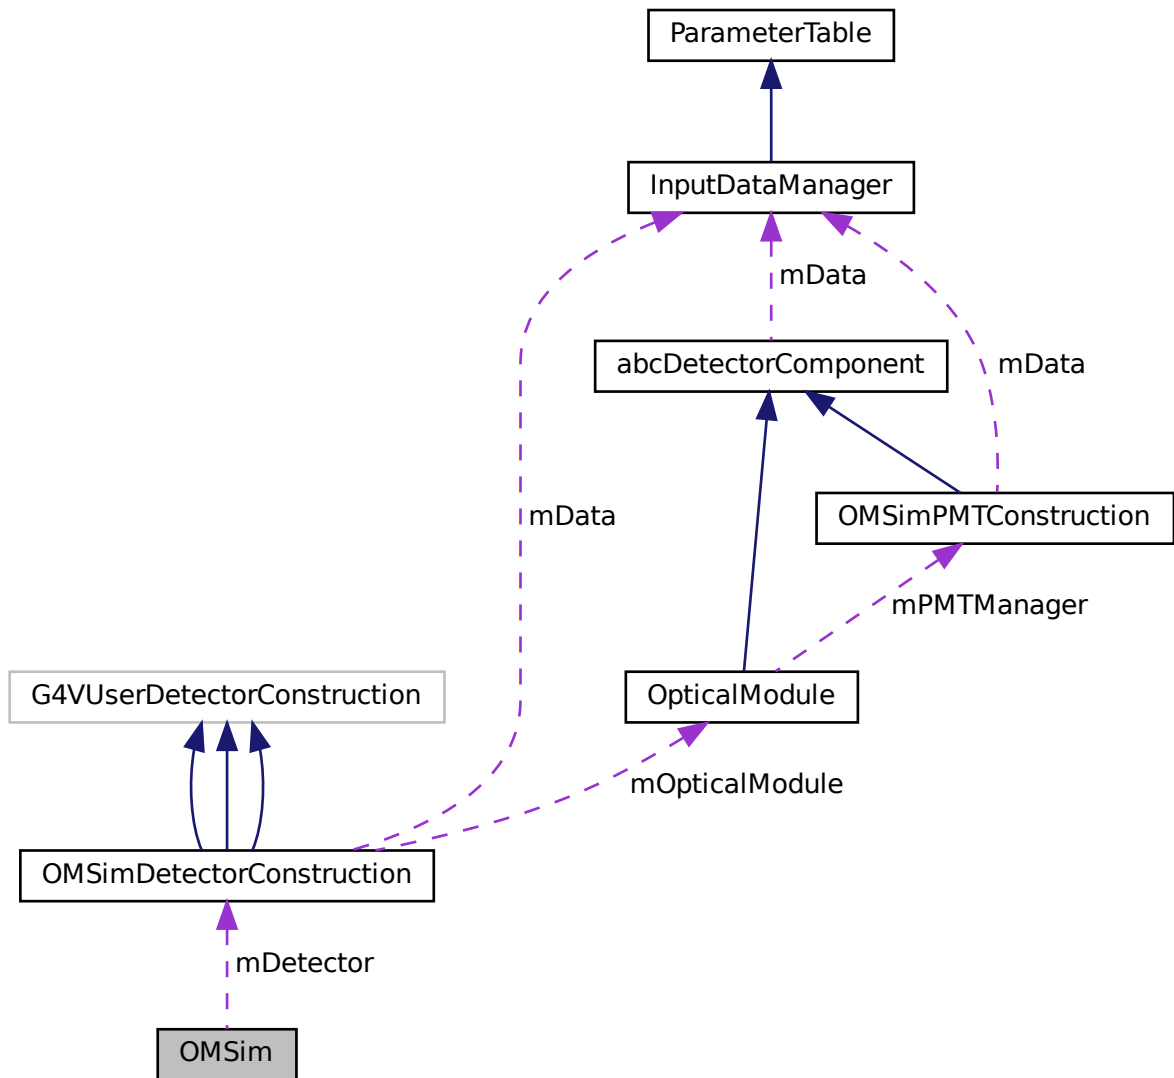 ParameterTable
InputDataManager
mData
abcDetectorComponent
mData
OMSimPMTConstruction
mData
mPMTManager
G4VUserDetectorConstruction
OpticalModule
mOpticalModule
OMSimDetectorConstruction
mDetector
OMSim